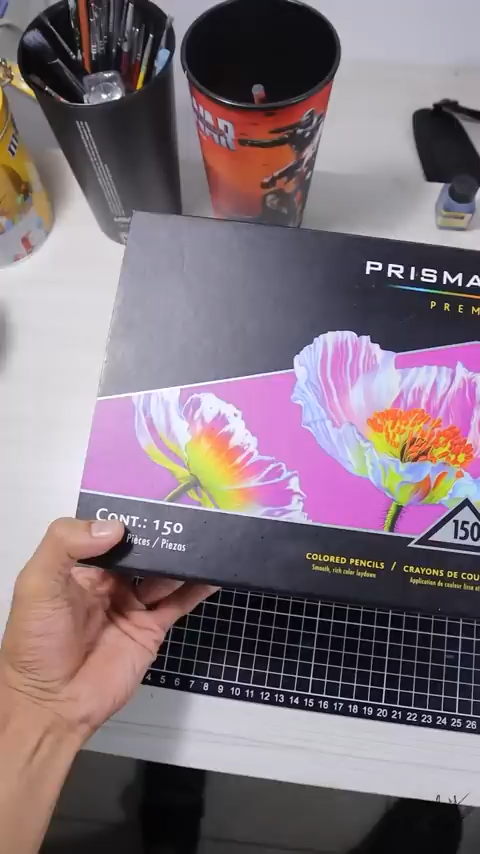 WAR
PRISMA
PREM
CONT.: 150
Pièces / Piezas
150
COLORED PENCILS / CRAYONS DE COU
Smooth, rich color laydown
Application de couleur lisse et
4 5 6 7 8 9 10 11 12 13 14 15 16 17 18 19 20 21 22 23 24 25 26